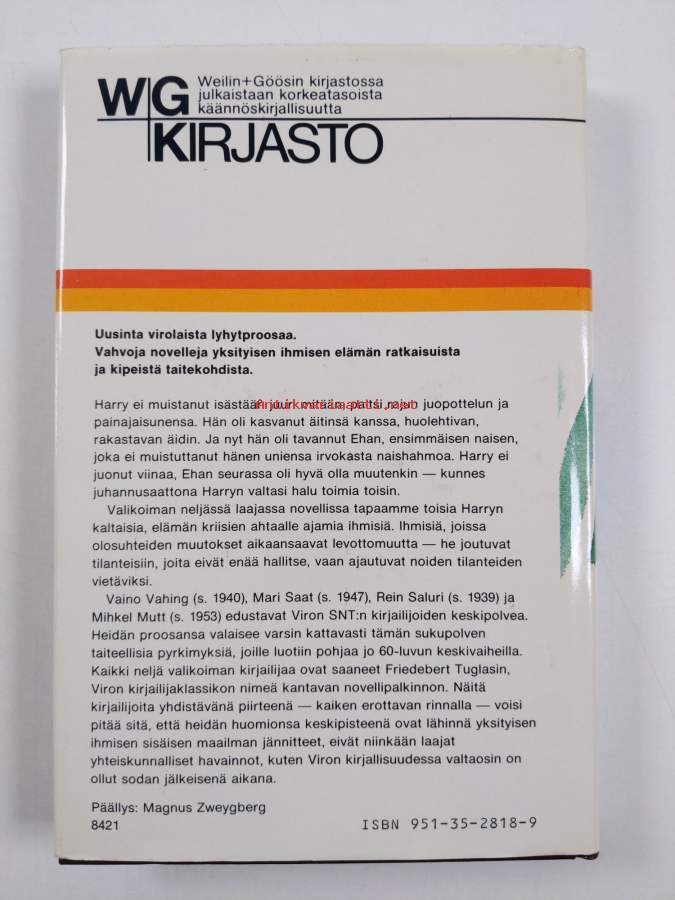 WG Weilin+Göösin kirjastossa
julkaistaan korkeatasoista
käännöskirjallisuutta
KIRJASTO
Uusinta virolaista lyhytproosaa.
Vahvoja novelleja yksityisen ihmisen elämän ratkaisuista
ja kipeistä taitekohdista.
Harry ei muistanut isästään juuri mitään, paitsi rajun juopottelun ja
painajaisunensa. Hän oli kasvanut äitinsä kanssa, huolehtivan,
rakastavan äidin. Ja nyt hän oli tavannut Ehan, ensimmäisen naisen,
joka ei muistuttanut hänen uniensa irvokasta naishahmoa. Harry ei
juonut viinaa, Ehan seurassa oli hyvä olla muutenkin — kunnes
juhannusaattona Harryn valtasi halu toimia toisin.
Valikoiman neljässä laajassa novellissa tapaamme toisia Harryn
kaltaisia, elämän kriisien ahtaalle ajamia ihmisiä. Ihmisiä, joissa
olosuhteiden muutokset aikaansaavat levottomuutta — he joutuvat
tilanteisiin, joita eivät enää hallitse, vaan ajautuvat noiden tilanteiden
vietäviksi.
Vaino Vahing (s. 1940), Mari Saat (s. 1947), Rein Saluri (s. 1939) ja
Mihkel Mutt (s. 1953) edustavat Viron SNT:n kirjailijoiden keskipolvea.
Heidän proosansa valaisee varsin kattavasti tämän sukupolven
taiteellisia pyrkimyksiä, joille luotiin pohjaa jo 60-luvun keskivaiheilla.
Kaikki neljä valikoiman kirjailijaa ovat saaneet Friedebert Tuglasin,
Viron kirjailijaklassikon nimeä kantavan novellipalkinnon. Näitä
kirjailijoita yhdistävänä piirteenä — kaiken erottavan rinnalla — voisi
pitää sitä, että heidän huomionsa keskipisteenä ovat lähinnä yksityisen
ihmisen sisäisen maailman jännitteet, eivät niinkään laajat
yhteiskunnalliset havainnot, kuten Viron kirjallisuudessa valtaosin on
ollut sodan jälkeisenä aikana.
Päällys: Magnus Zweygberg
8421 ISBN 951-35-2818-9